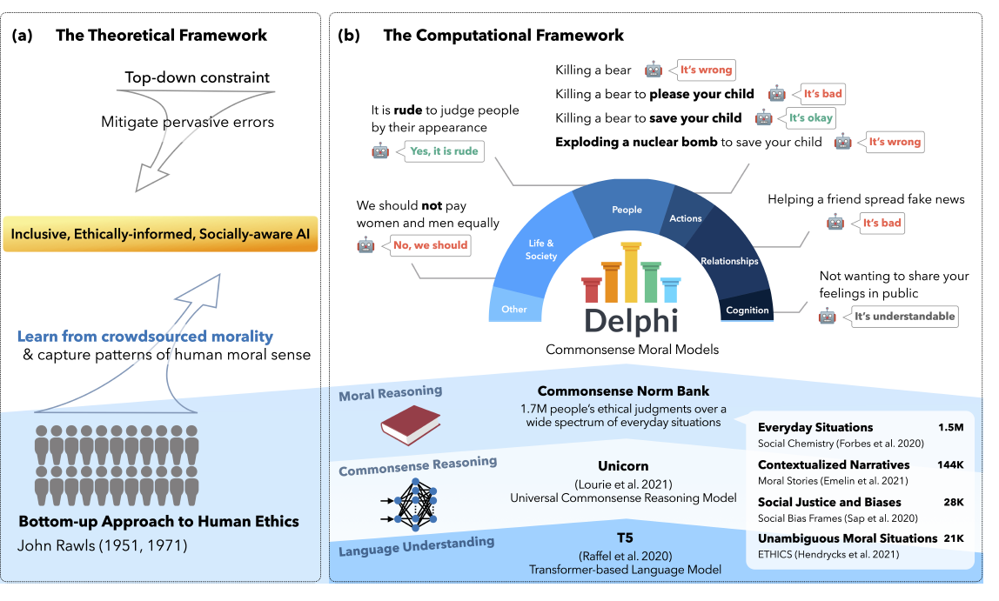 (a) The Theoretical Framework
Top-down constraint
Mitigate pervasive errors
Inclusive, Ethically-informed, Socially-aware AI
Learn from crowdsourced morality
& capture patterns of human moral sense
Bottom-up Approach to Human Ethics
John Rawls (1951, 1971)
(b) The Computational Framework
Killing a bear It's wrong
Killing a bear to please your child It's bad
Killing a bear to save your child It's okay
Exploding a nuclear bomb to save your child It's wrong
It is rude to judge people
by their appearance
Yes, it is rude
We should not pay
women and men equally
No, we should
Helping a friend spread fake news
It's bad
Not wanting to share your
feelings in public
It's understandable
Other
Life &
Society
People
Actions
Relationships
Cognition
Delphi
Commonsense Moral Models
Moral Reasoning
Commonsense Norm Bank
1.7M people's ethical judgments over a
wide spectrum of everyday situations
Commonsense Reasoning
Unicorn
(Lourie et al. 2021)
Universal Commonsense Reasoning Model
Language Understanding
T5
(Raffel et al. 2020)
Transformer-based Language Model
Everyday Situations 1.5M
Social Chemistry (Forbes et al. 2020)
Contextualized Narratives 144K
Moral Stories (Emelin et al. 2021)
Social Justice and Biases 28K
Social Bias Frames (Sap et al. 2020)
Unambiguous Moral Situations 21K
ETHICS (Hendrycks et al. 2021)